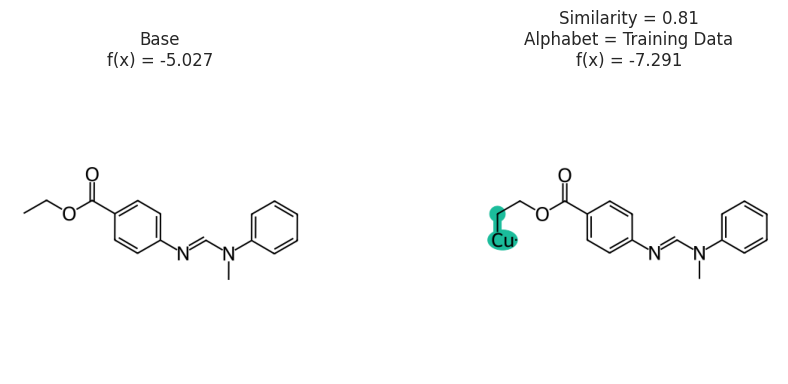 Base
f(x) = -5.027
Similarity = 0.81
Alphabet = Training Data
f(x) = -7.291
O
O
N
N
O
O
Cu
N
N